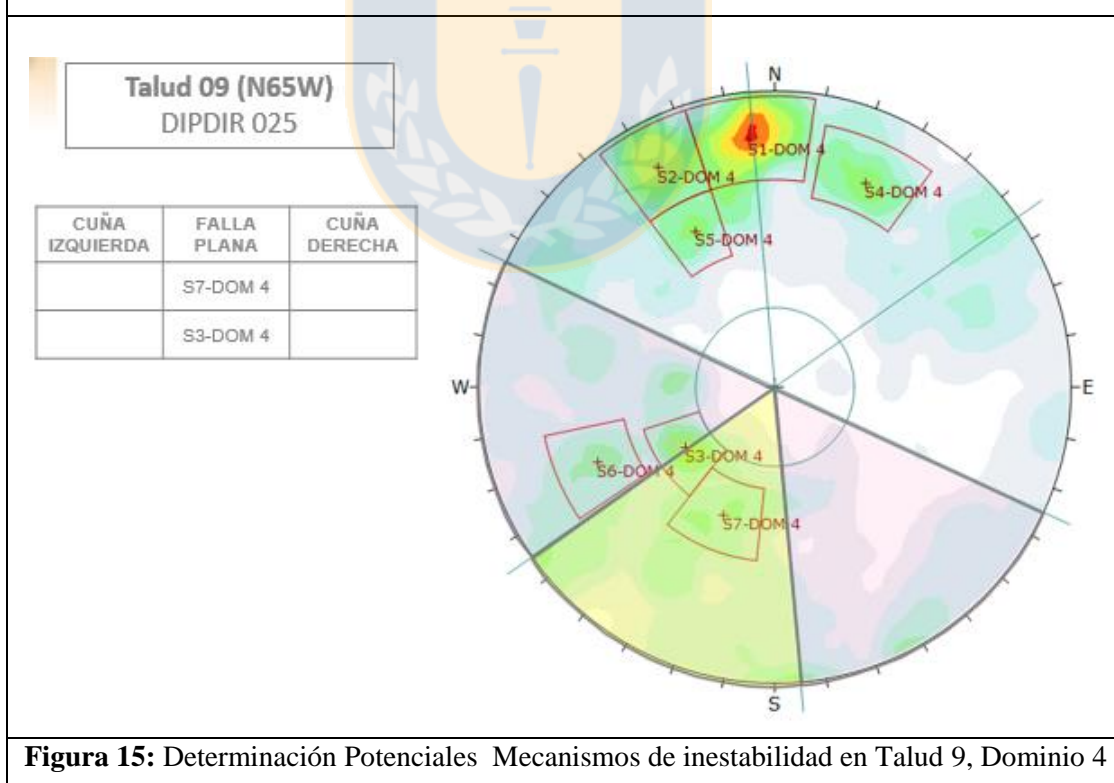 Talud 09 (N65W)
DIPDIR 025
CUÑA IZQUIERDA
FALLA PLANA
CUÑA DERECHA
S7-DOM 4
S3-DOM 4
N
S1-DOM 4
S2-DOM 4
S4-DOM 4
S5-DOM 4
W
E
S3-DOM 4
S6-DOM 4
S7-DOM 4
S
Figura 15: Determinación Potenciales Mecanismos de inestabilidad en Talud 9, Dominio 4